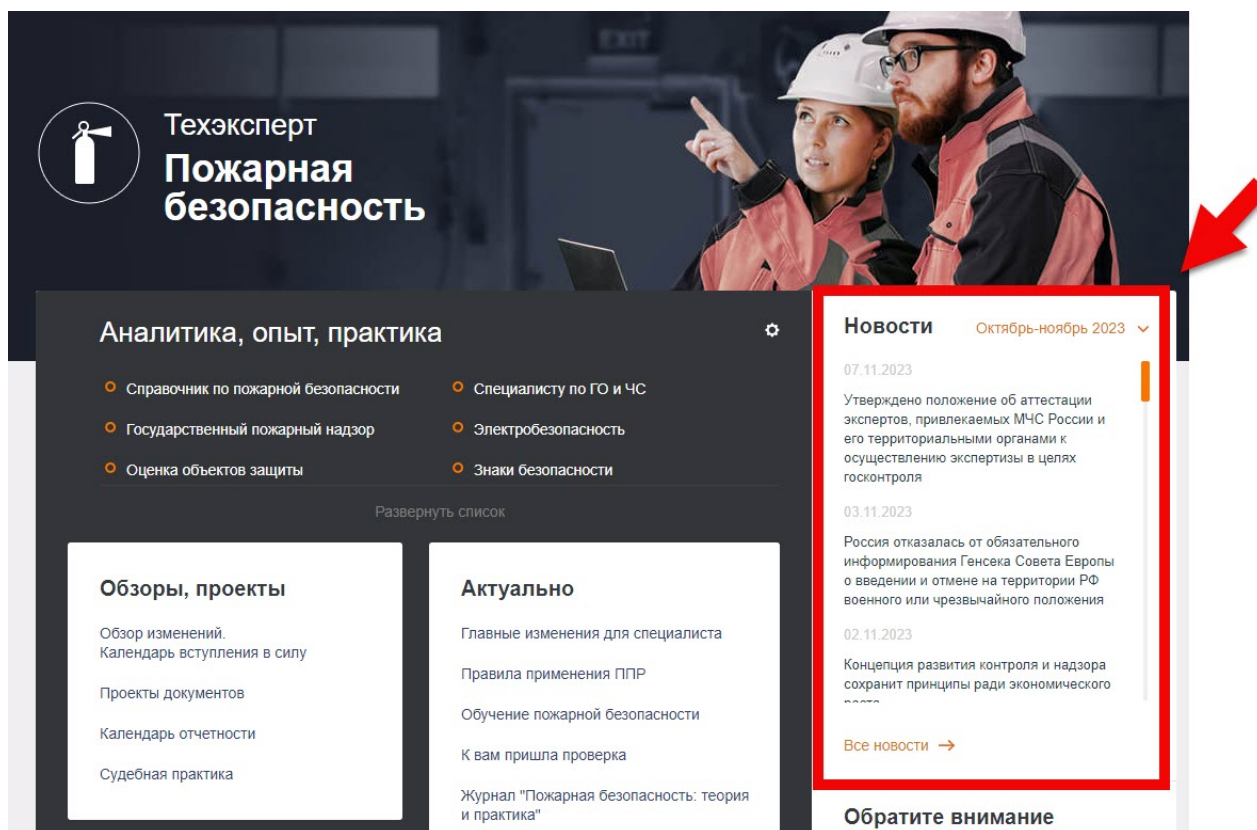 EXIT
Техэксперт
Пожарная
безопасность
Аналитика, опыт, практика
Справочник по пожарной безопасности
Государственный пожарный надзор
Оценка объектов защиты
Специалисту по ГО и ЧС
Электробезопасность
Знаки безопасности
Развернуть список
Обзоры, проекты
Обзор изменений.
Календарь вступления в силу
Проекты документов
Календарь отчетности
Судебная практика
Актуально
Главные изменения для специалиста
Правила применения ППР
Обучение пожарной безопасности
К вам пришла проверка
Журнал "Пожарная безопасность: теория
и практика"
Новости Октябрь-ноябрь 2023
07.11.2023
Утверждено положение об аттестации
экспертов, привлекаемых МЧС России и
его территориальными органами к
осуществлению экспертизы в целях
госконтроля
03.11.2023
Россия отказалась от обязательного
информирования Генсека Совета Европы
о введении и отмене на территории РФ
военного или чрезвычайного положения
02.11.2023
Концепция развития контроля и надзора
сохранит принципы ради экономического
Все новости →
Обратите внимание